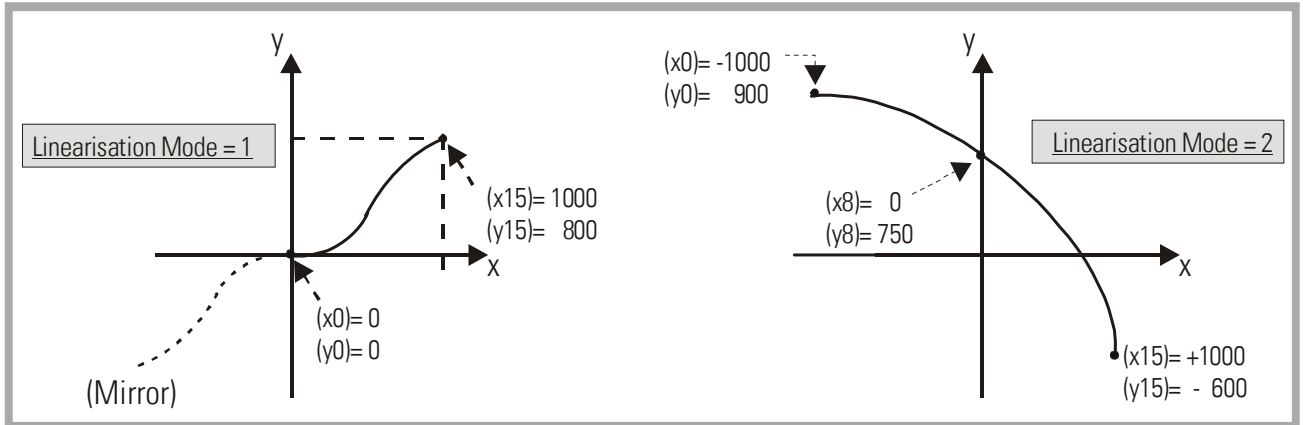 y
Linearisation Mode = 1
(x15)= 1000
(y15)= 800
x
(x0)= 0
(y0)= 0
(Mirror)
y
(x0)= -1000
(y0)= 900
Linearisation Mode = 2
(x8)= 0
(y8)= 750
x
(x15)= +1000
(y15)= - 600